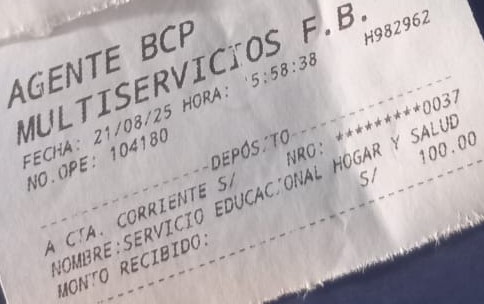 AGENTE BCP
MULTISERVICIOS F.B.
FECHA: 21/08/25 HORA: 5:58:38 H982962
NO.OPE: 104180
DEPOSITO
A CTA. CORRIENTE S/ NRO: *********0037
NOMBRE:SERVICIO EDUCACIONAL HOGAR Y SALUD
MONTO RECIBIDO: S/ 100.00